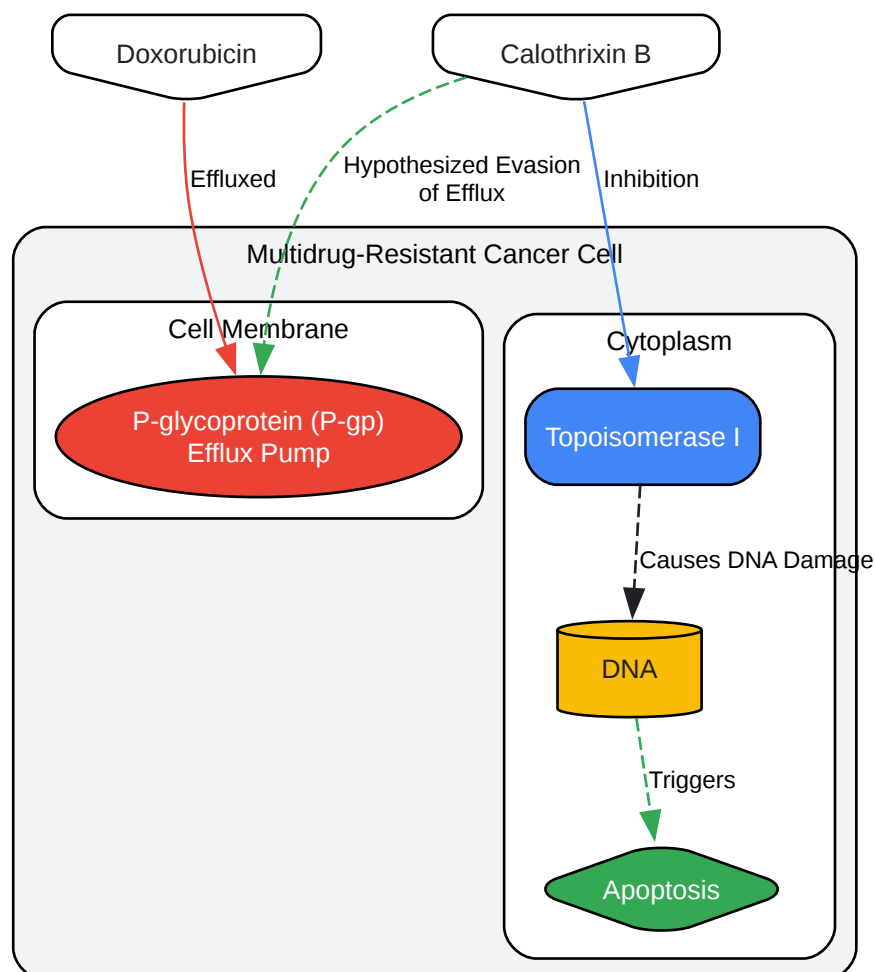 Doxorubicin
Calothrixin B
Effluxed
Hypothesized Evasion
of Efflux
Inhibition
Multidrug-Resistant Cancer Cell
Cell Membrane
Cytoplasm
P-glycoprotein (P-gp)
Efflux Pump
Topoisomerase I
Causes DNA Damage
DNA
Triggers
Apoptosis